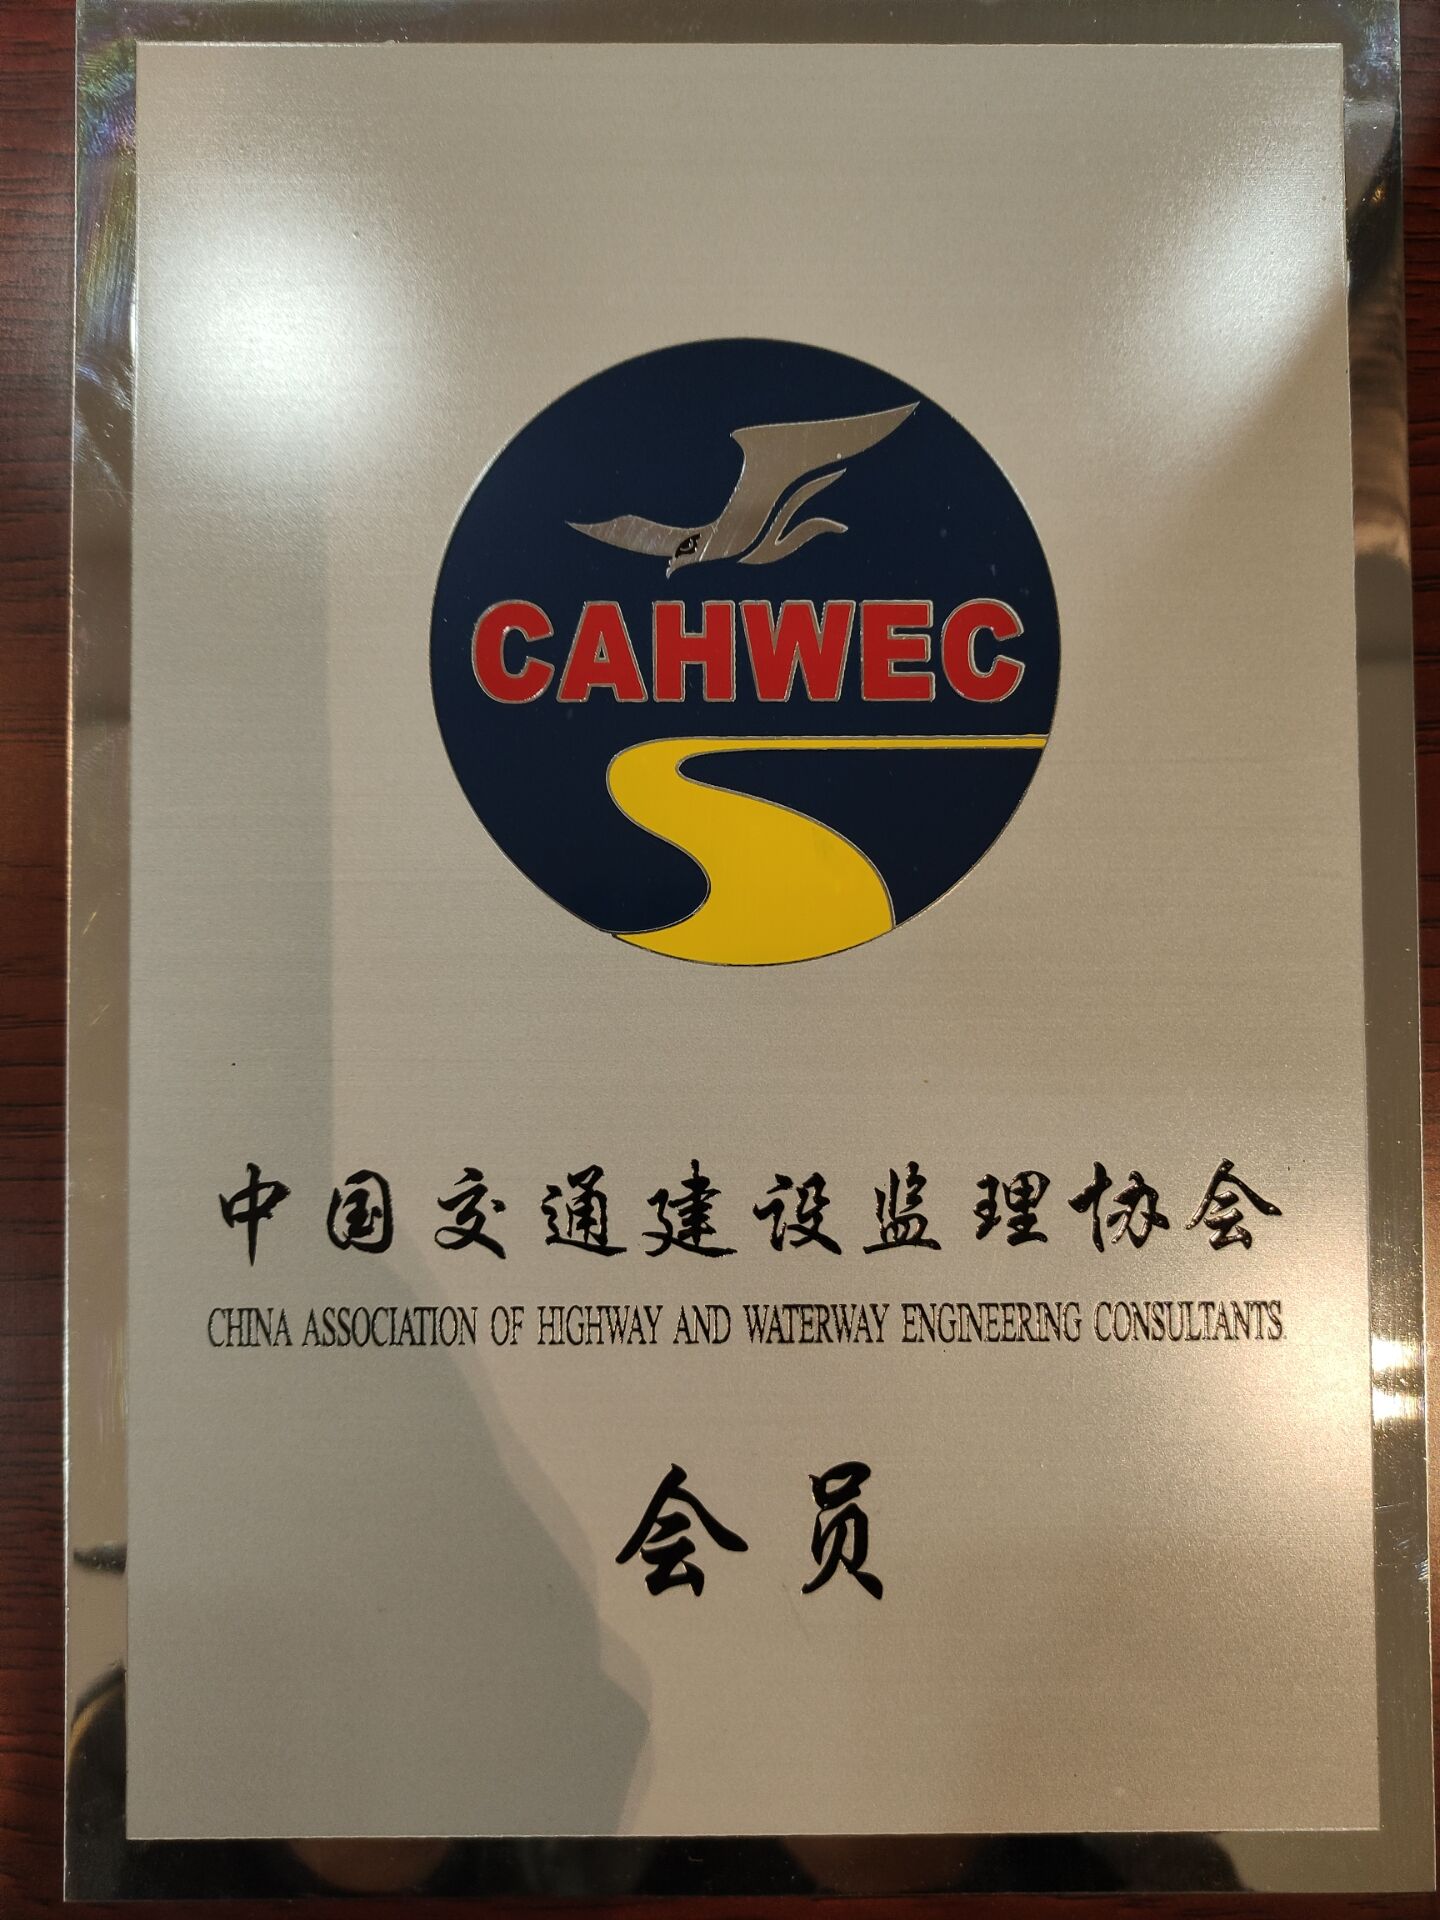 CAHWEC
中国交通建设监理协会
CHINA ASSOCIATION OF HIGHWAY AND WATERWAY ENGINEERING CONSULTANTS
会员